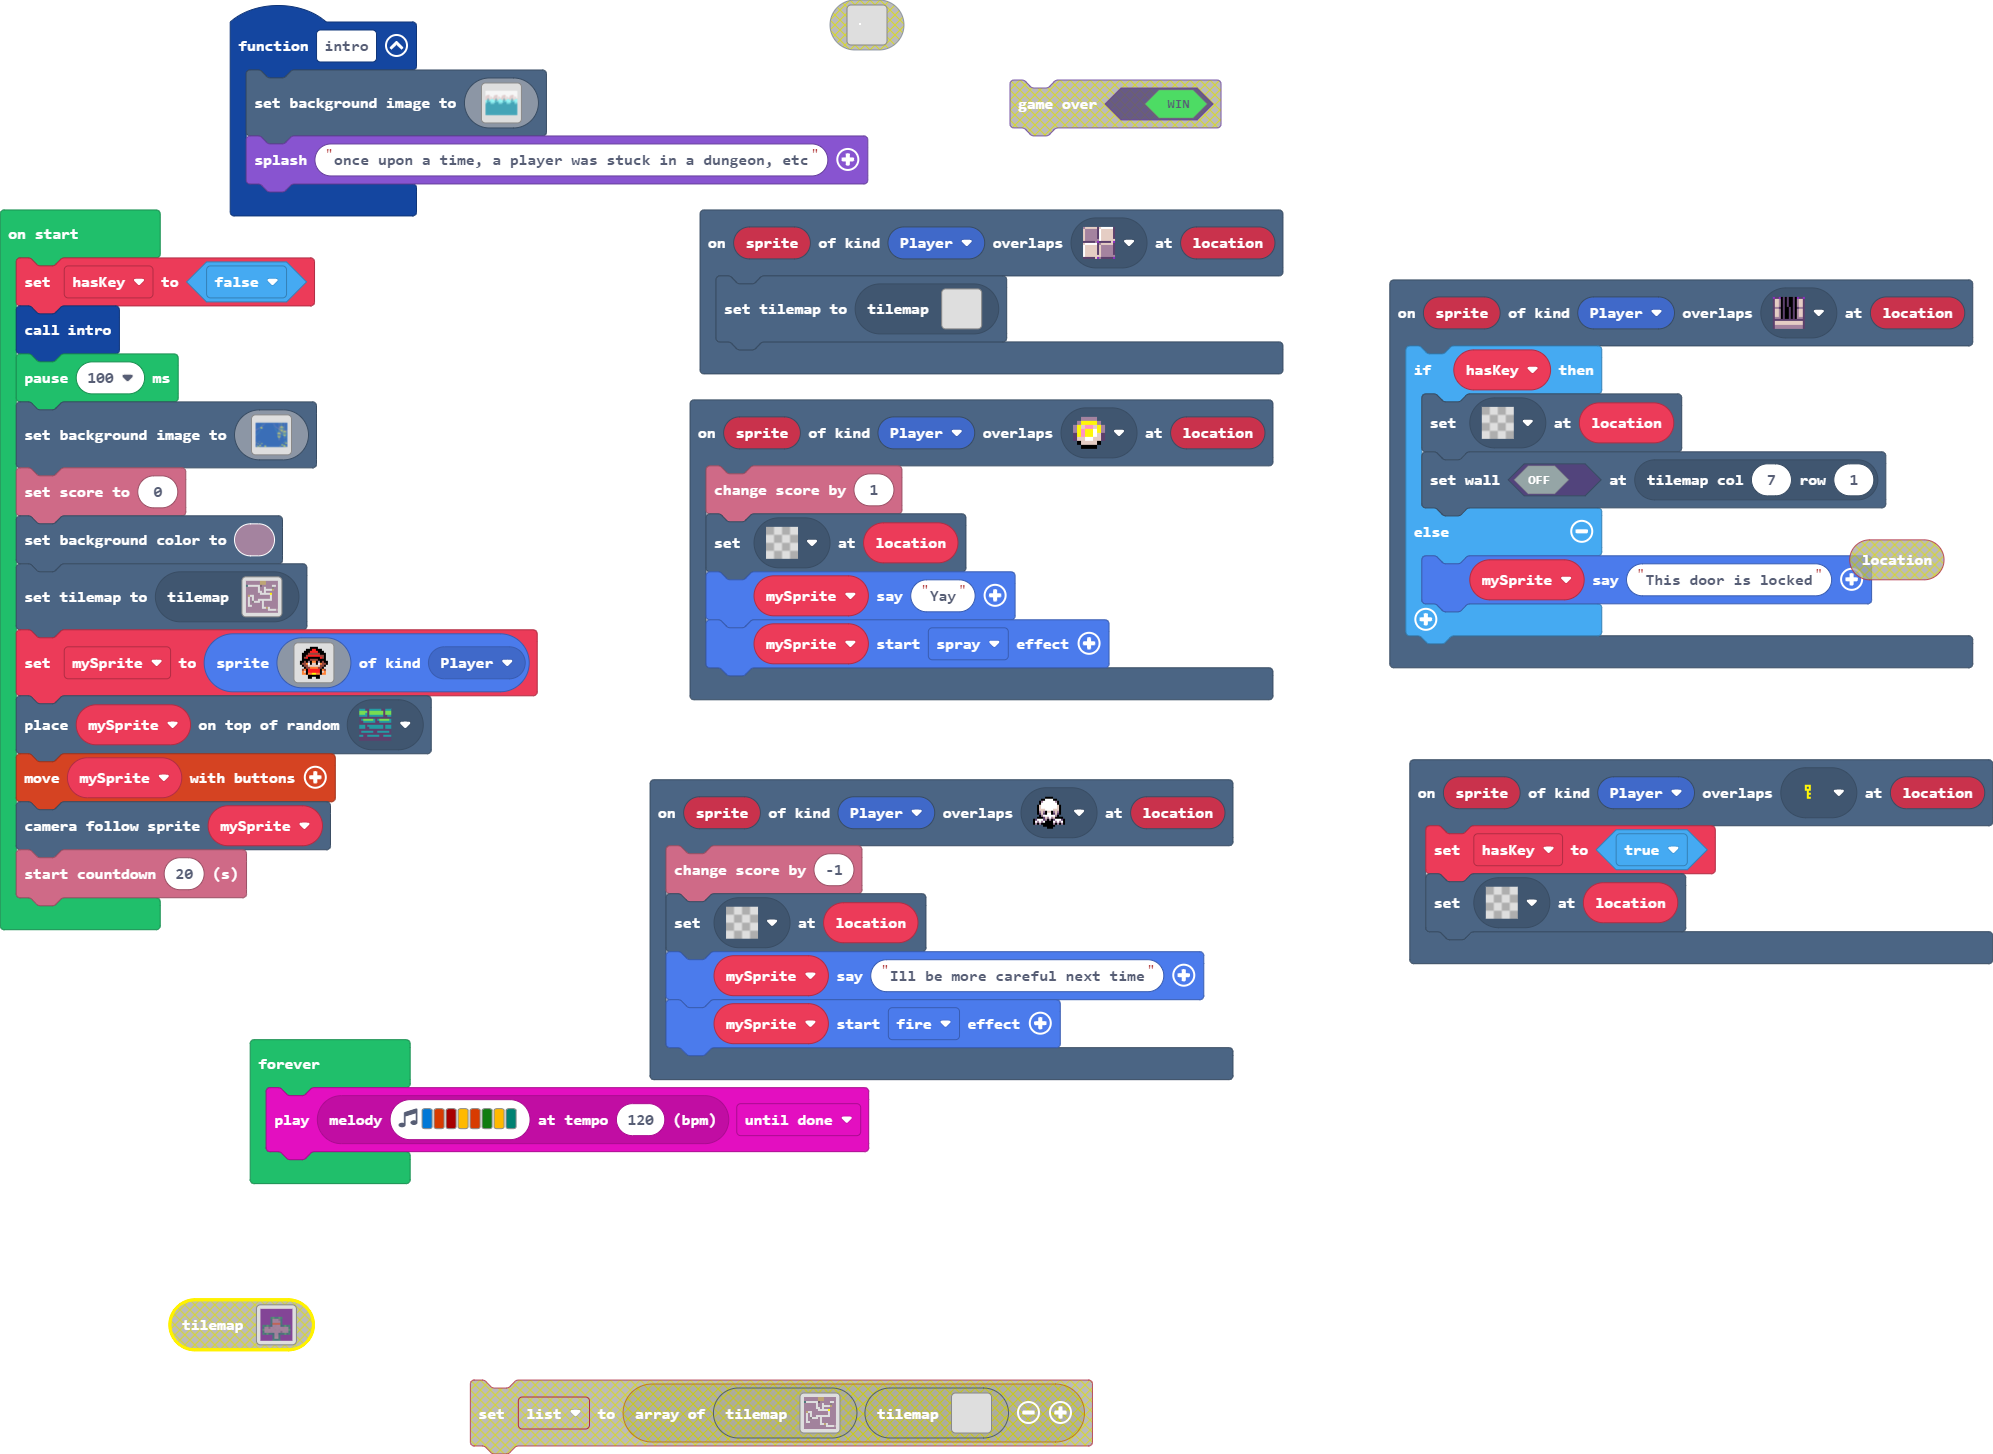 function intro
set background image to
splash "once upon a time, a player was stuck in a dungeon, etc"
game over WIN
on start
set hasKey to false
call intro
pause 100 ms
set background image to
set score to 0
set background color to
set tilemap to tilemap
set mySprite to sprite of kind Player
place mySprite on top of random
move mySprite with buttons
camera follow sprite mySprite
start countdown 20 (s)
on sprite of kind Player overlaps at location
set tilemap to tilemap
on sprite of kind Player overlaps at location
change score by 1
set at location
mySprite say "Yay"
mySprite start spray effect
on sprite of kind Player overlaps at location
if hasKey then
set at location
set wall OFF at tilemap col 7 row 1
else
location
mySprite say "This door is locked"
on sprite of kind Player overlaps at location
change score by -1
set at location
mySprite say "Ill be more careful next time"
mySprite start fire effect
on sprite of kind Player overlaps at location
set hasKey to true
set at location
forever
play melody at tempo 120 (bpm) until done
tilemap
set list to array of tilemap tilemap